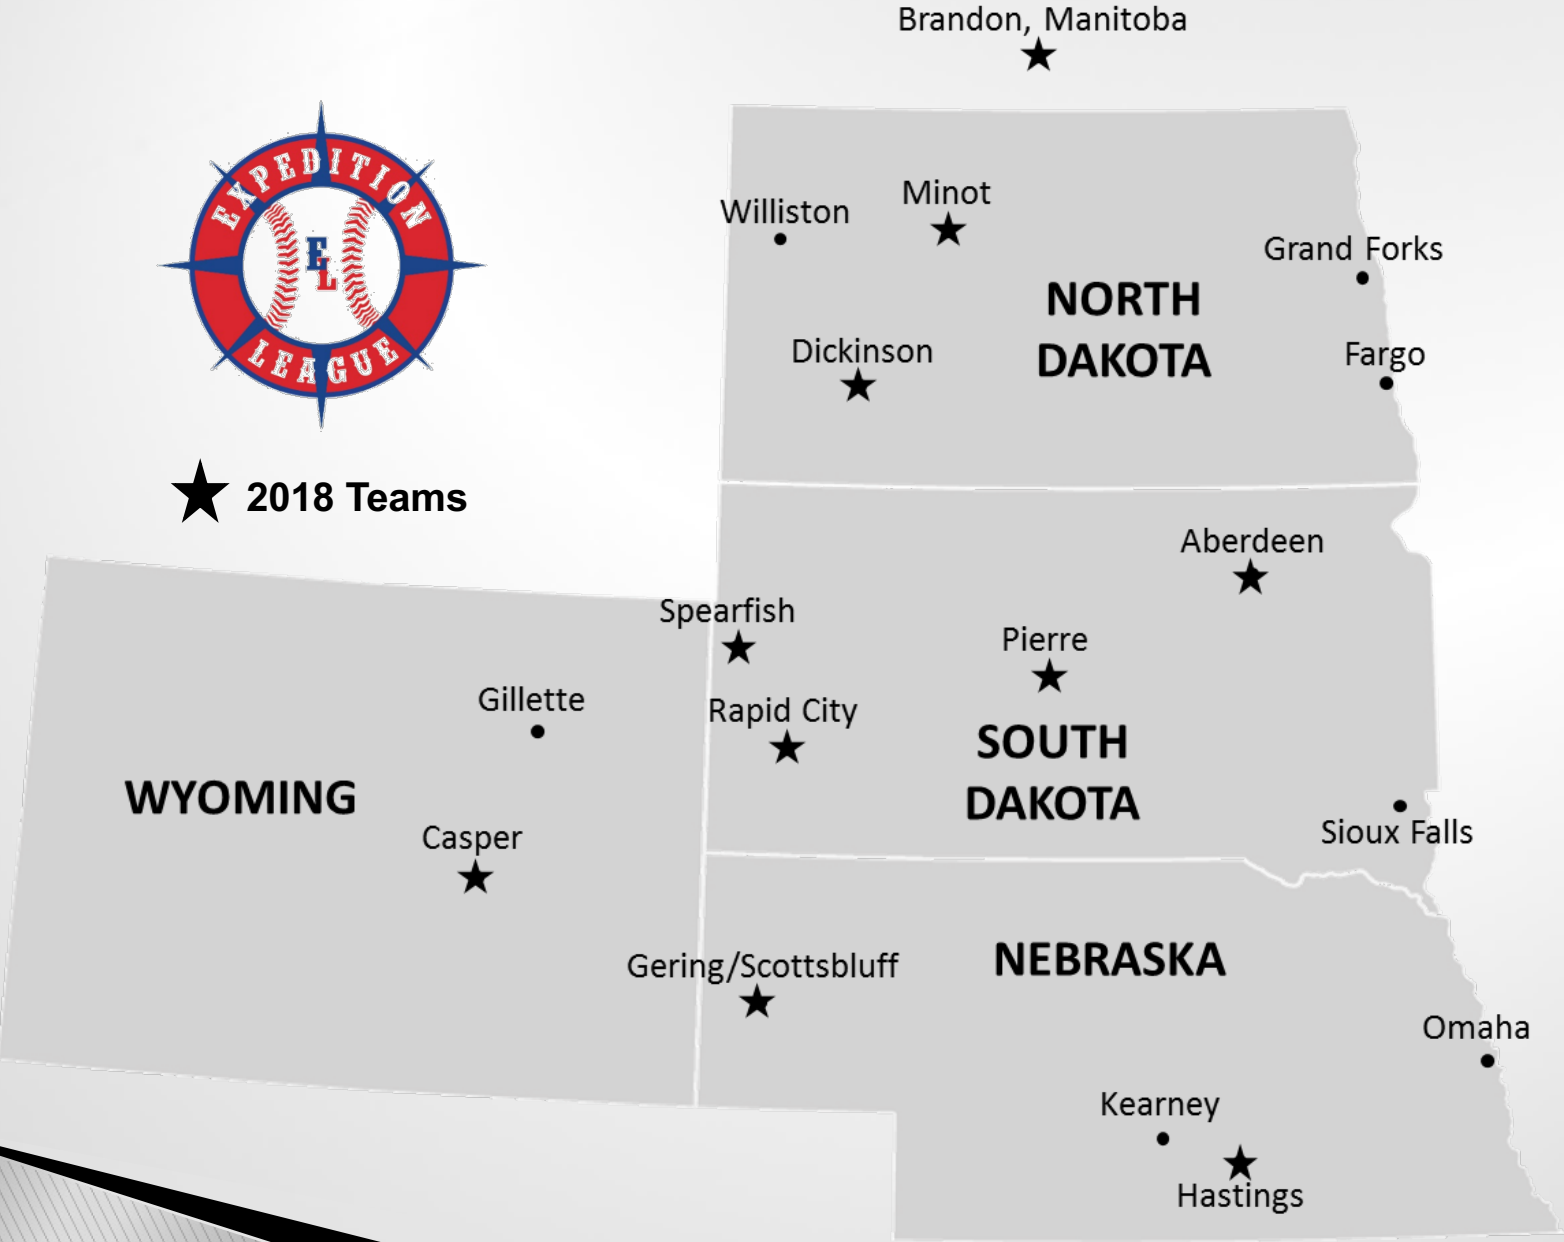 Brandon, Manitoba
EXPEDITION
EL
LEAGUE
2018 Teams
Williston
Minot
Grand Forks
NORTH
DAKOTA
Dickinson
Fargo
Aberdeen
Spearfish
Pierre
Gillette
Rapid City
SOUTH
DAKOTA
WYOMING
Casper
Sioux Falls
Gering/Scottsbluff
NEBRASKA
Omaha
Kearney
Hastings